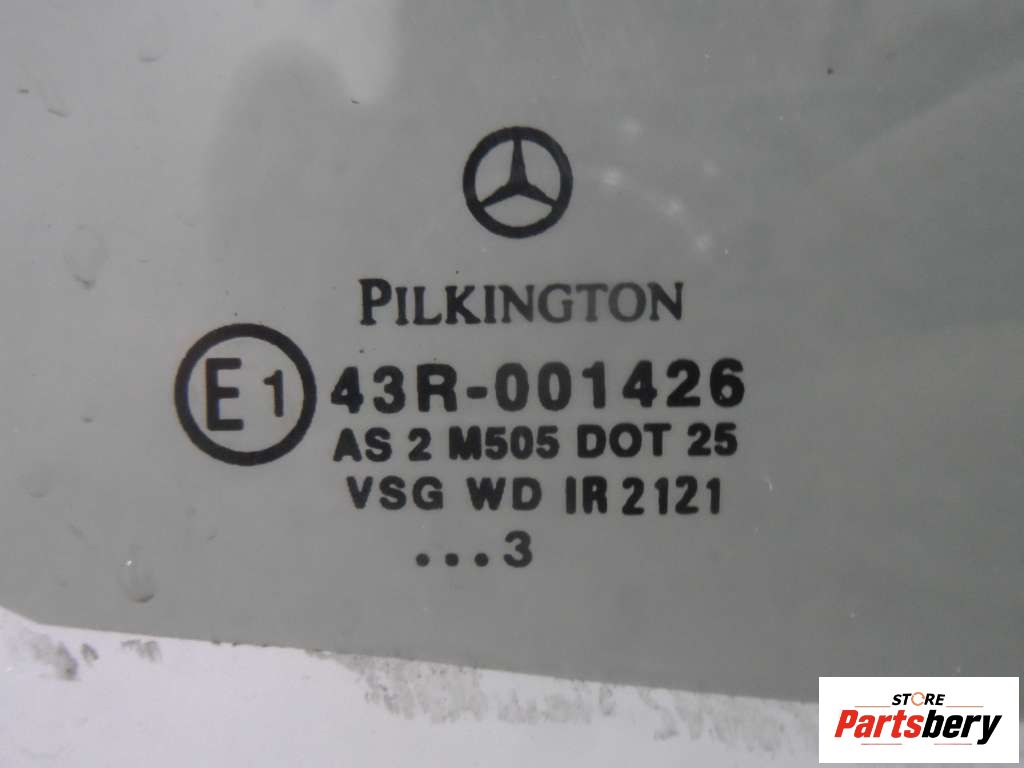 PILKINGTON
E1 43R-001426
AS 2 M505 DOT 25
VSG WD IR 2121
...3
STORE
Partsbery